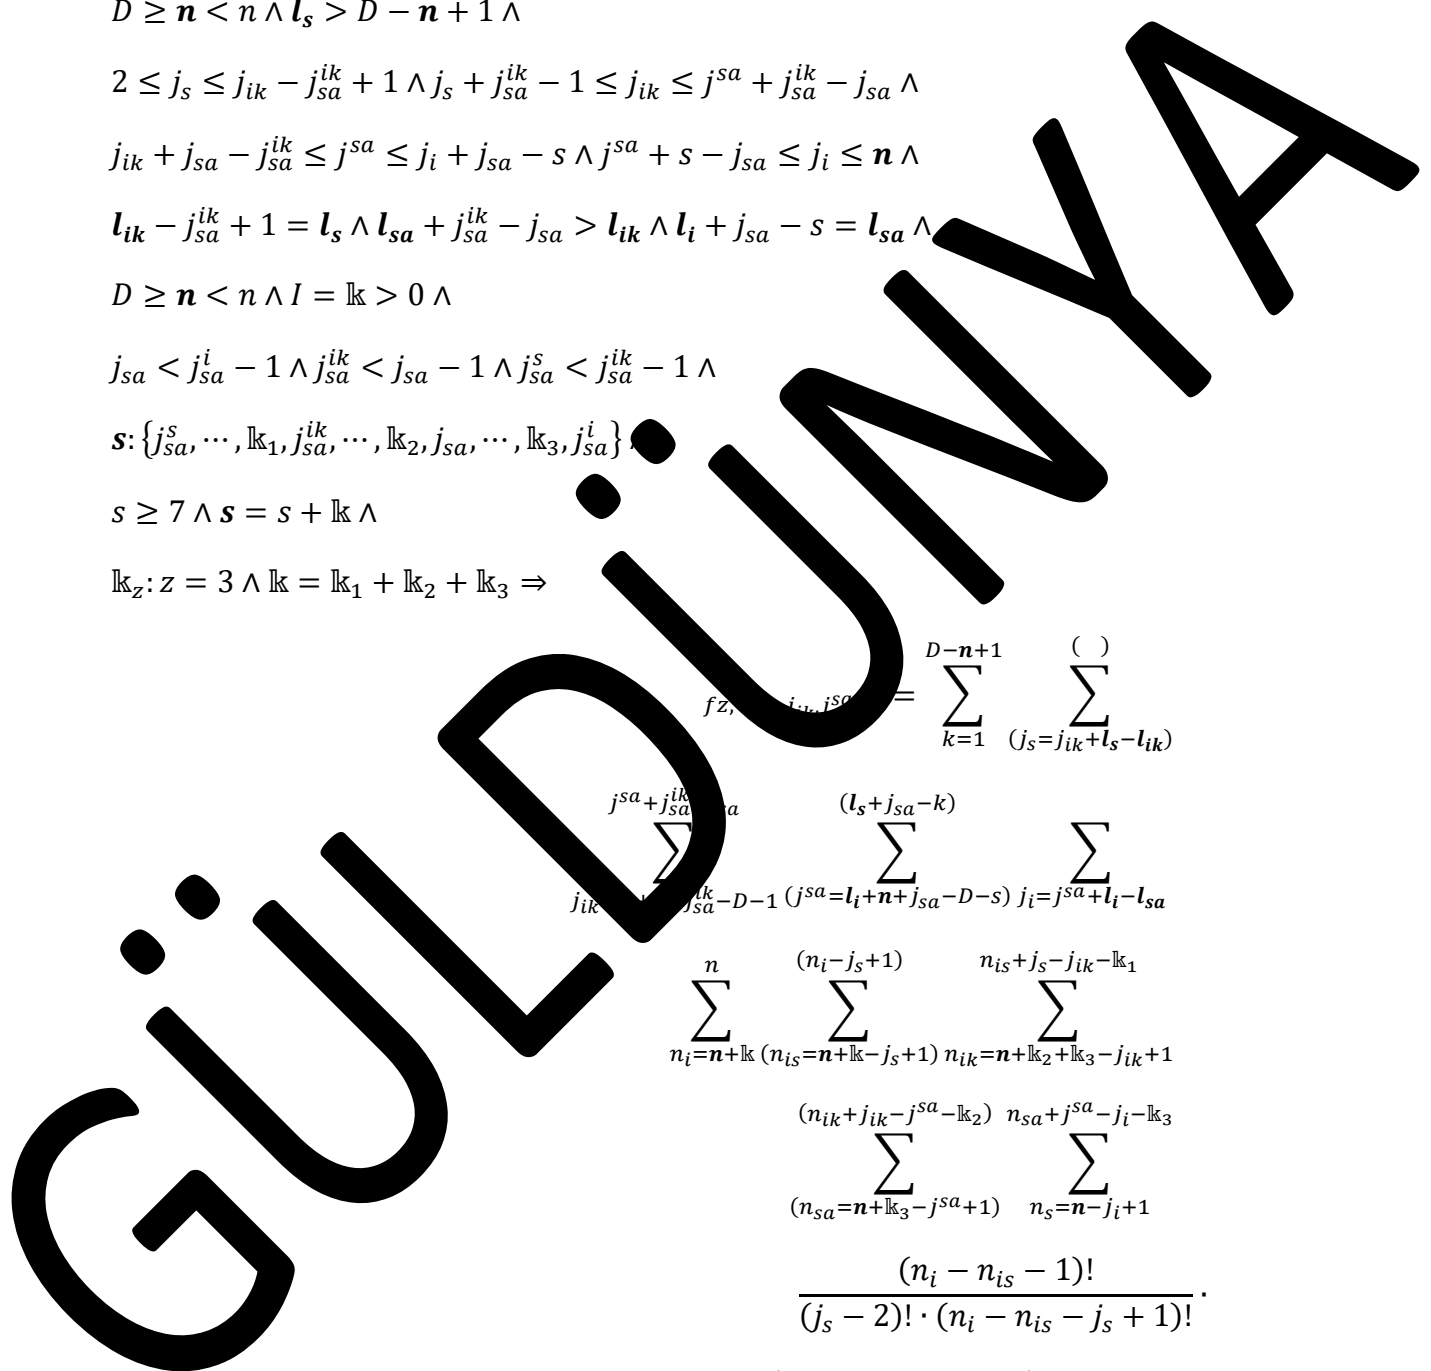 D ≥ 𝒏 < n ∧ 𝒍ₛ > D − 𝒏 + 1 ∧
2 ≤ j_s ≤ j_{ik} − j_{sa}^{ik} + 1 ∧ j_s + j_{sa}^{ik} − 1 ≤ j_{ik} ≤ j^{sa} + j_{sa}^{ik} − j_{sa} ∧
j_{ik} + j_{sa} − j_{sa}^{ik} ≤ j^{sa} ≤ j_i + j_{sa} − s ∧ j^{sa} + s − j_{sa} ≤ j_i ≤ 𝒏 ∧
𝒍_{ik} − j_{sa}^{ik} + 1 = 𝒍_s ∧ 𝒍_{sa} + j_{sa}^{ik} − j_{sa} > 𝒍_{ik} ∧ 𝒍_i + j_{sa} − s = 𝒍_{sa} ∧
D ≥ 𝒏 < n ∧ I = 𝕜 > 0 ∧
j_{sa} < j_{sa}^{i} − 1 ∧ j_{sa}^{ik} < j_{sa} − 1 ∧ j_{sa}^{s} < j_{sa}^{ik} − 1 ∧
𝒔: {j_{sa}^{s}, ⋯, 𝕜_1, j_{sa}^{ik}, ⋯, 𝕜_2, j_{sa}, ⋯, 𝕜_3, j_{sa}^{i}}
s ≥ 7 ∧ 𝒔 = s + 𝕜 ∧
𝕜_z: z = 3 ∧ 𝕜 = 𝕜_1 + 𝕜_2 + 𝕜_3 ⇒
= ∑_{k=1}^{D−𝒏+1} ∑_{(j_s=j_{ik}+𝒍_s−𝒍_{ik})}^{( )}
∑ ∑_{(j^{sa}=𝒍_i+𝒏+j_{sa}−D−s)}^{(𝒍_s+j_{sa}−k)} ∑_{j_i=j^{sa}+𝒍_i−𝒍_{sa}}
∑_{n_i=𝒏+𝕜}^{n} ∑_{(n_{is}=𝒏+𝕜−j_s+1)}^{(n_i−j_s+1)} ∑_{n_{ik}=𝒏+𝕜_2+𝕜_3−j_{ik}+1}^{n_{is}+j_s−j_{ik}−𝕜_1}
∑_{(n_{sa}=𝒏+𝕜_3−j^{sa}+1)}^{(n_{ik}+j_{ik}−j^{sa}−𝕜_2)} ∑_{n_s=𝒏−j_i+1}^{n_{sa}+j^{sa}−j_i−𝕜_3}
(n_i − n_{is} − 1)!
(j_s − 2)! · (n_i − n_{is} − j_s + 1)! ·
GÜLDÜNYA